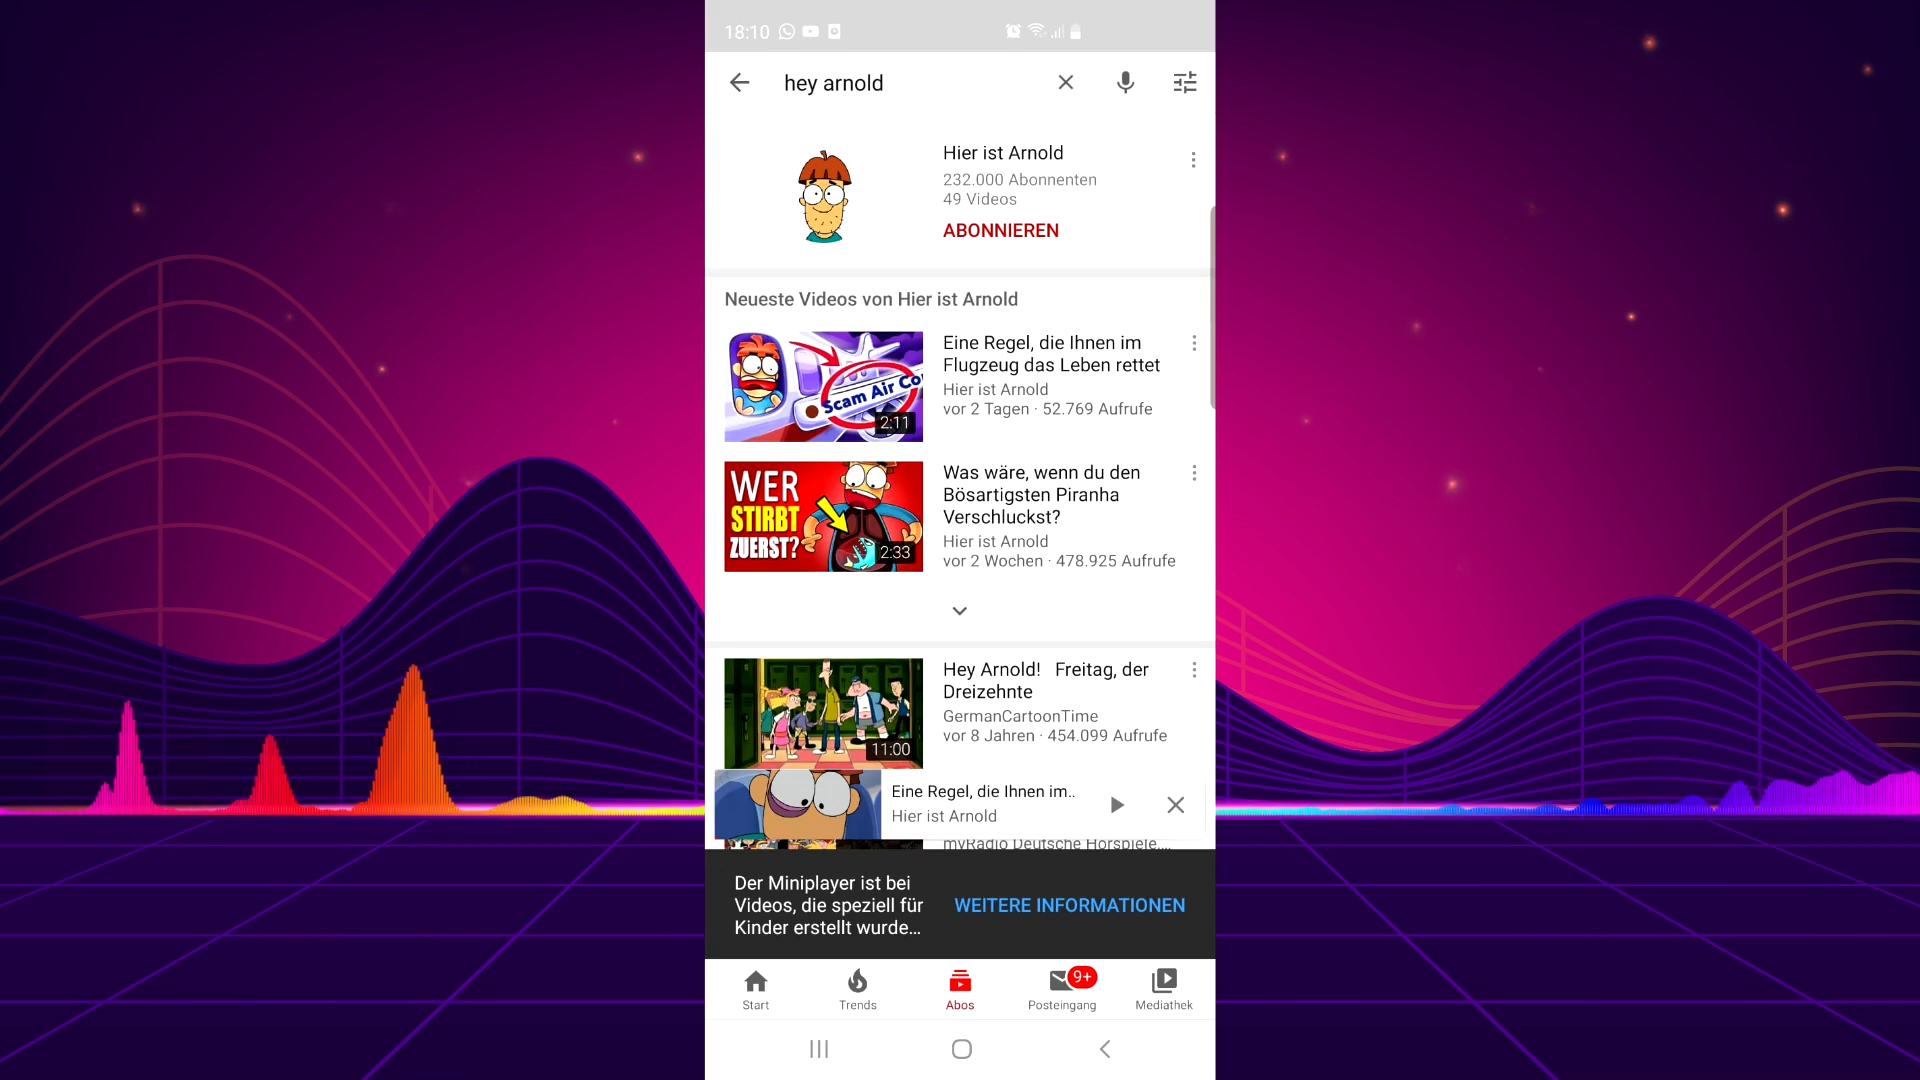 18:10
hey arnold
Hier ist Arnold
232.000 Abonnenten
49 Videos
ABONNIEREN
Neueste Videos von Hier ist Arnold
Scam Air Co
2:11
Eine Regel, die Ihnen im
Flugzeug das Leben rettet
Hier ist Arnold
vor 2 Tagen · 52.769 Aufrufe
WER
STIRBT
ZUERST?
2:33
Was wäre, wenn du den
Bösartigsten Piranha
Verschluckst?
Hier ist Arnold
vor 2 Wochen · 478.925 Aufrufe
11:00
Hey Arnold! Freitag, der
Dreizehnte
GermanCartoonTime
vor 8 Jahren · 454.099 Aufrufe
Eine Regel, die Ihnen im..
Hier ist Arnold
myRadio Deutsche Hörspiele....
Der Miniplayer ist bei
Videos, die speziell für
Kinder erstellt wurde...
WEITERE INFORMATIONEN
9+
Start
Trends
Abos
Posteingang
Mediathek